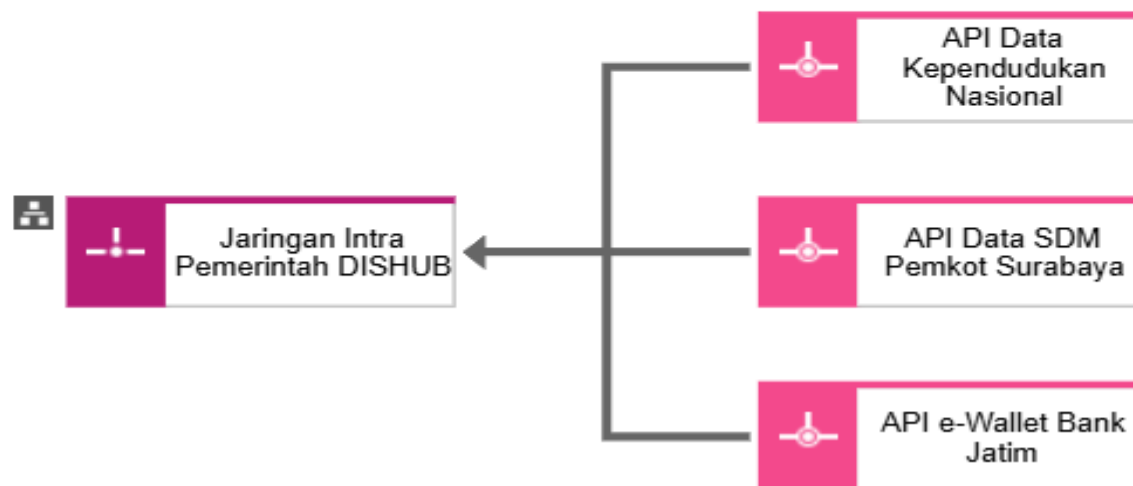 API Data
Kependudukan
Nasional
Jaringan Intra
Pemerintah DISHUB
API Data SDM
Pemkot Surabaya
API e-Wallet Bank
Jatim